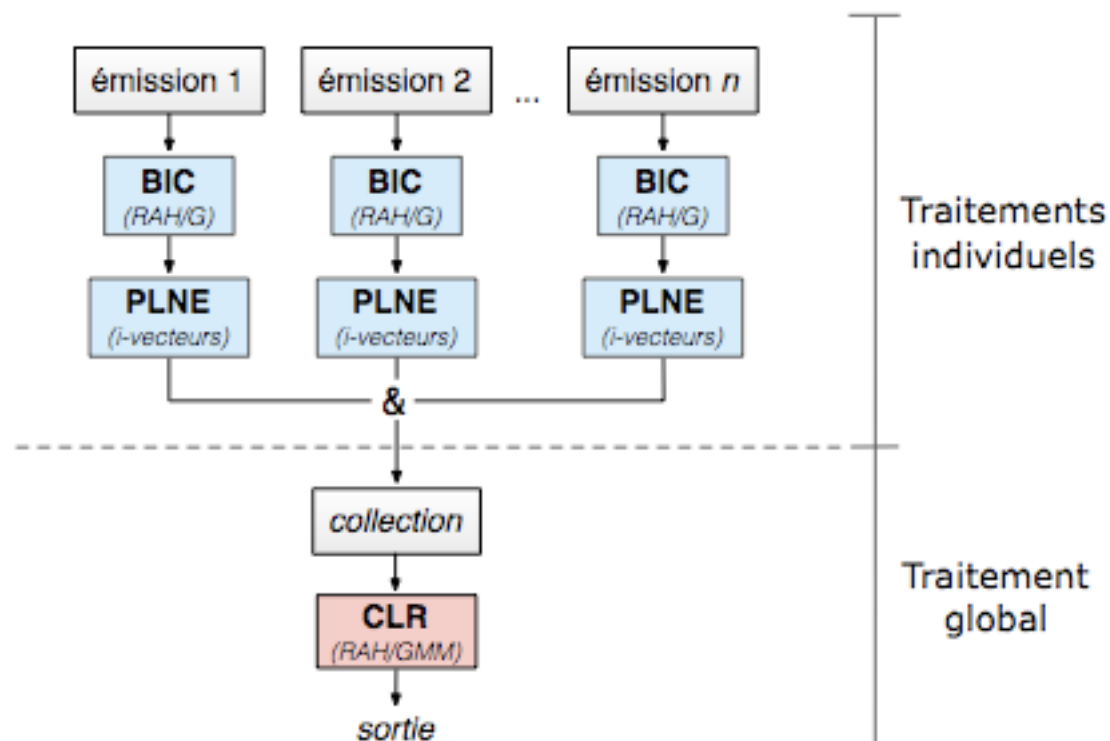 émission 1 émission 2 ... émission n
BIC BIC BIC
(RAH/G) (RAH/G) (RAH/G)
Traitements
individuels
PLNE PLNE PLNE
(i-vecteurs) (i-vecteurs) (i-vecteurs)
&
collection
Traitement
global
CLR
(RAH/GMM)
sortie